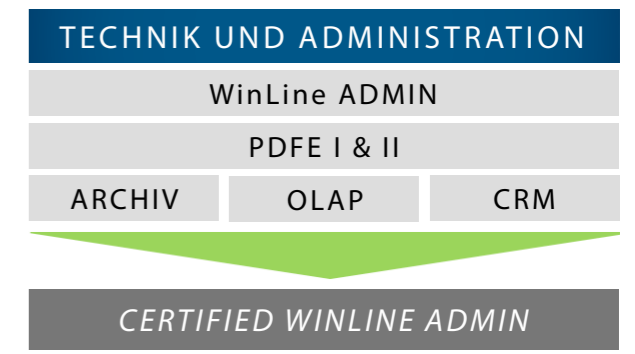 TECHNIK UND ADMINISTRATION
WinLine ADMIN
PDFE I & II
ARCHIV OLAP CRM
CERTIFIED WINLINE ADMIN